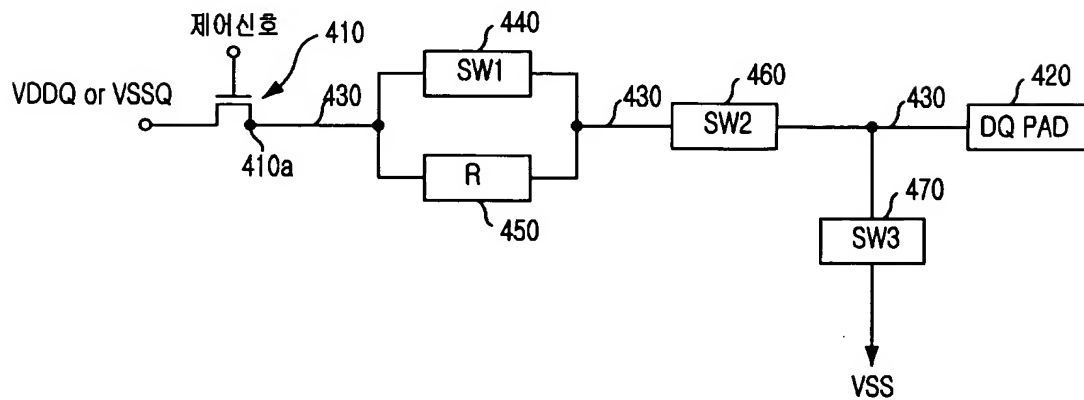 제어신호
410
440
SW1
VDDQ or VSSQ
430
410a
R
450
430
460
SW2
430
420
DQ PAD
470
SW3
VSS